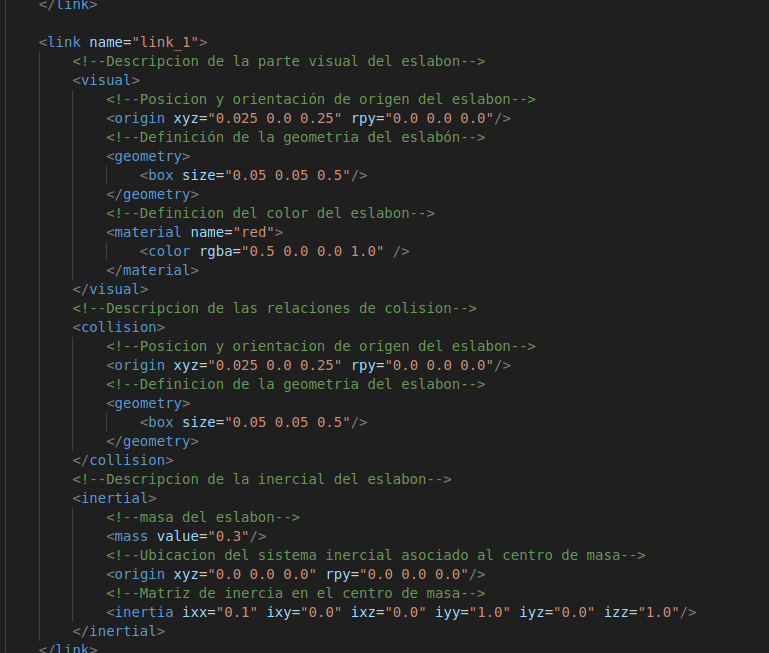 </link>
<link name="link_1">
<!--Descripcion de la parte visual del eslabon-->
<visual>
<!--Posicion y orientación de origen del eslabon-->
<origin xyz="0.025 0.0 0.25" rpy="0.0 0.0 0.0"/>
<!--Definición de la geometria del eslabón-->
<geometry>
<box size="0.05 0.05 0.5"/>
</geometry>
<!--Definicion del color del eslabon-->
<material name="red">
<color rgba="0.5 0.0 0.0 1.0" />
</material>
</visual>
<!--Descripcion de las relaciones de colision-->
<collision>
<!--Posicion y orientacion de origen del eslabon-->
<origin xyz="0.025 0.0 0.25" rpy="0.0 0.0 0.0"/>
<!--Definicion de la geometria del eslabon-->
<geometry>
<box size="0.05 0.05 0.5"/>
</geometry>
</collision>
<!--Descripcion de la inercial del eslabon-->
<inertial>
<!--masa del eslabon-->
<mass value="0.3"/>
<!--Ubicacion del sistema inercial asociado al centro de masa-->
<origin xyz="0.0 0.0 0.0" rpy="0.0 0.0 0.0"/>
<!--Matriz de inercia en el centro de masa-->
<inertia ixx="0.1" ixy="0.0" ixz="0.0" iyy="1.0" iyz="0.0" izz="1.0"/>
</inertial>
</link>